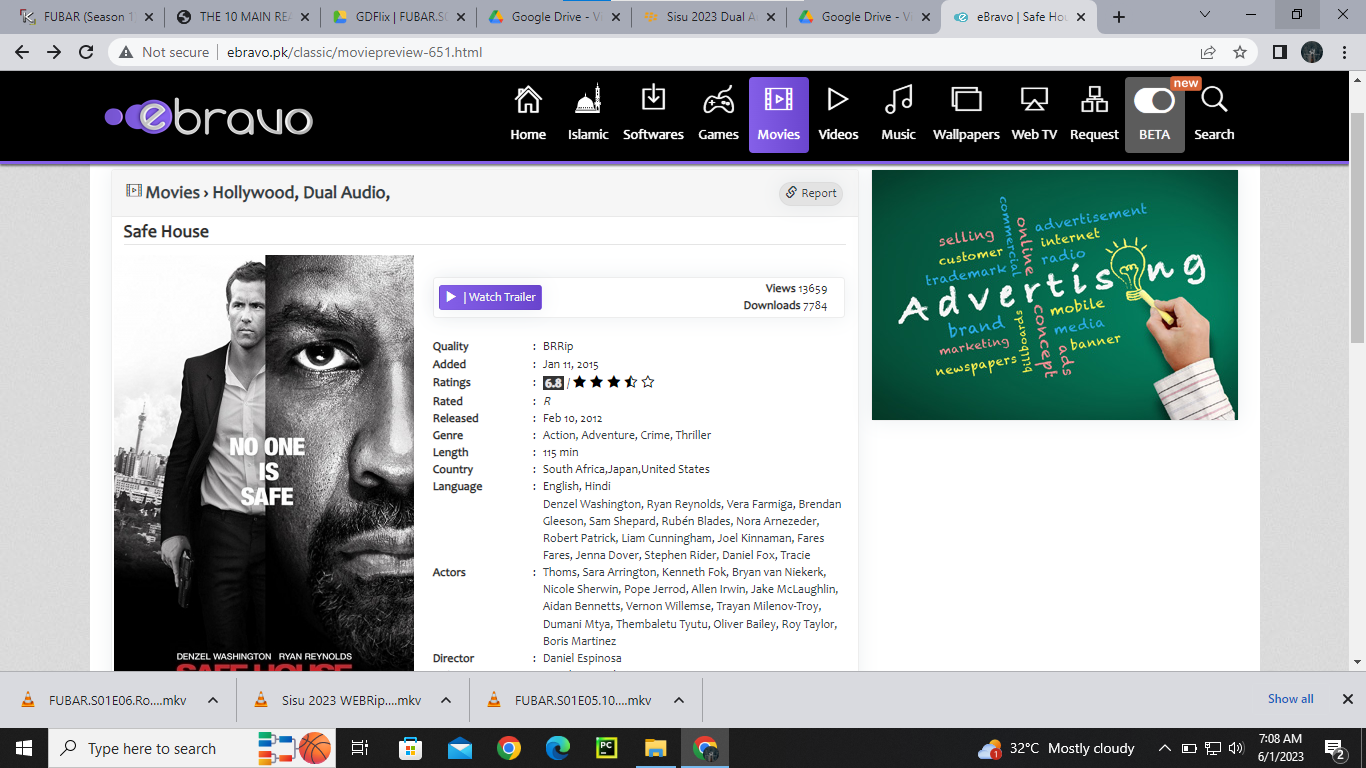 FUBAR (Season 1
THE 10 MAIN REA
GDFlix | FUBAR.S0
Google Drive - Vi
Sisu 2023 Dual A
Google Drive - Vi
eBravo | Safe Hou
Not secure | ebravo.pk/classic/moviepreview-651.html
ebravo
Home
Islamic
Softwares
Games
Movies
Videos
Music
Wallpapers
Web TV
Request
new
BETA
Search
Movies › Hollywood, Dual Audio,
Report
Safe House
NO ONE
IS
SAFE
DENZEL WASHINGTON RYAN REYNOLDS
SAFE HOUSE
| Watch Trailer
Views 13659
Downloads 7784
Quality : BRRip
Added : Jan 11, 2015
Ratings : 6.8 /
Rated : R
Released : Feb 10, 2012
Genre : Action, Adventure, Crime, Thriller
Length : 115 min
Country : South Africa,Japan,United States
Language : English, Hindi
Denzel Washington, Ryan Reynolds, Vera Farmiga, Brendan
Gleeson, Sam Shepard, Rubén Blades, Nora Arnezeder,
Robert Patrick, Liam Cunningham, Joel Kinnaman, Fares
Fares, Jenna Dover, Stephen Rider, Daniel Fox, Tracie
Actors : Thoms, Sara Arrington, Kenneth Fok, Bryan van Niekerk,
Nicole Sherwin, Pope Jerrod, Allen Irwin, Jake McLaughlin,
Aidan Bennetts, Vernon Willemse, Trayan Milenov-Troy,
Dumani Mtya, Thembaletu Tyutu, Oliver Bailey, Roy Taylor,
Boris Martinez
Director : Daniel Espinosa
commercial
online
advertisement
selling
internet
customer
radio
trademark
Advertising
brand
concept
mobile
marketing
billboards
media
newspapers
ads
banner
FUBAR.S01E06.Ro....mkv
Sisu 2023 WEBRip....mkv
FUBAR.S01E05.10....mkv
Show all
Type here to search
PC
1
32°C Mostly cloudy
7:08 AM
6/1/2023
2